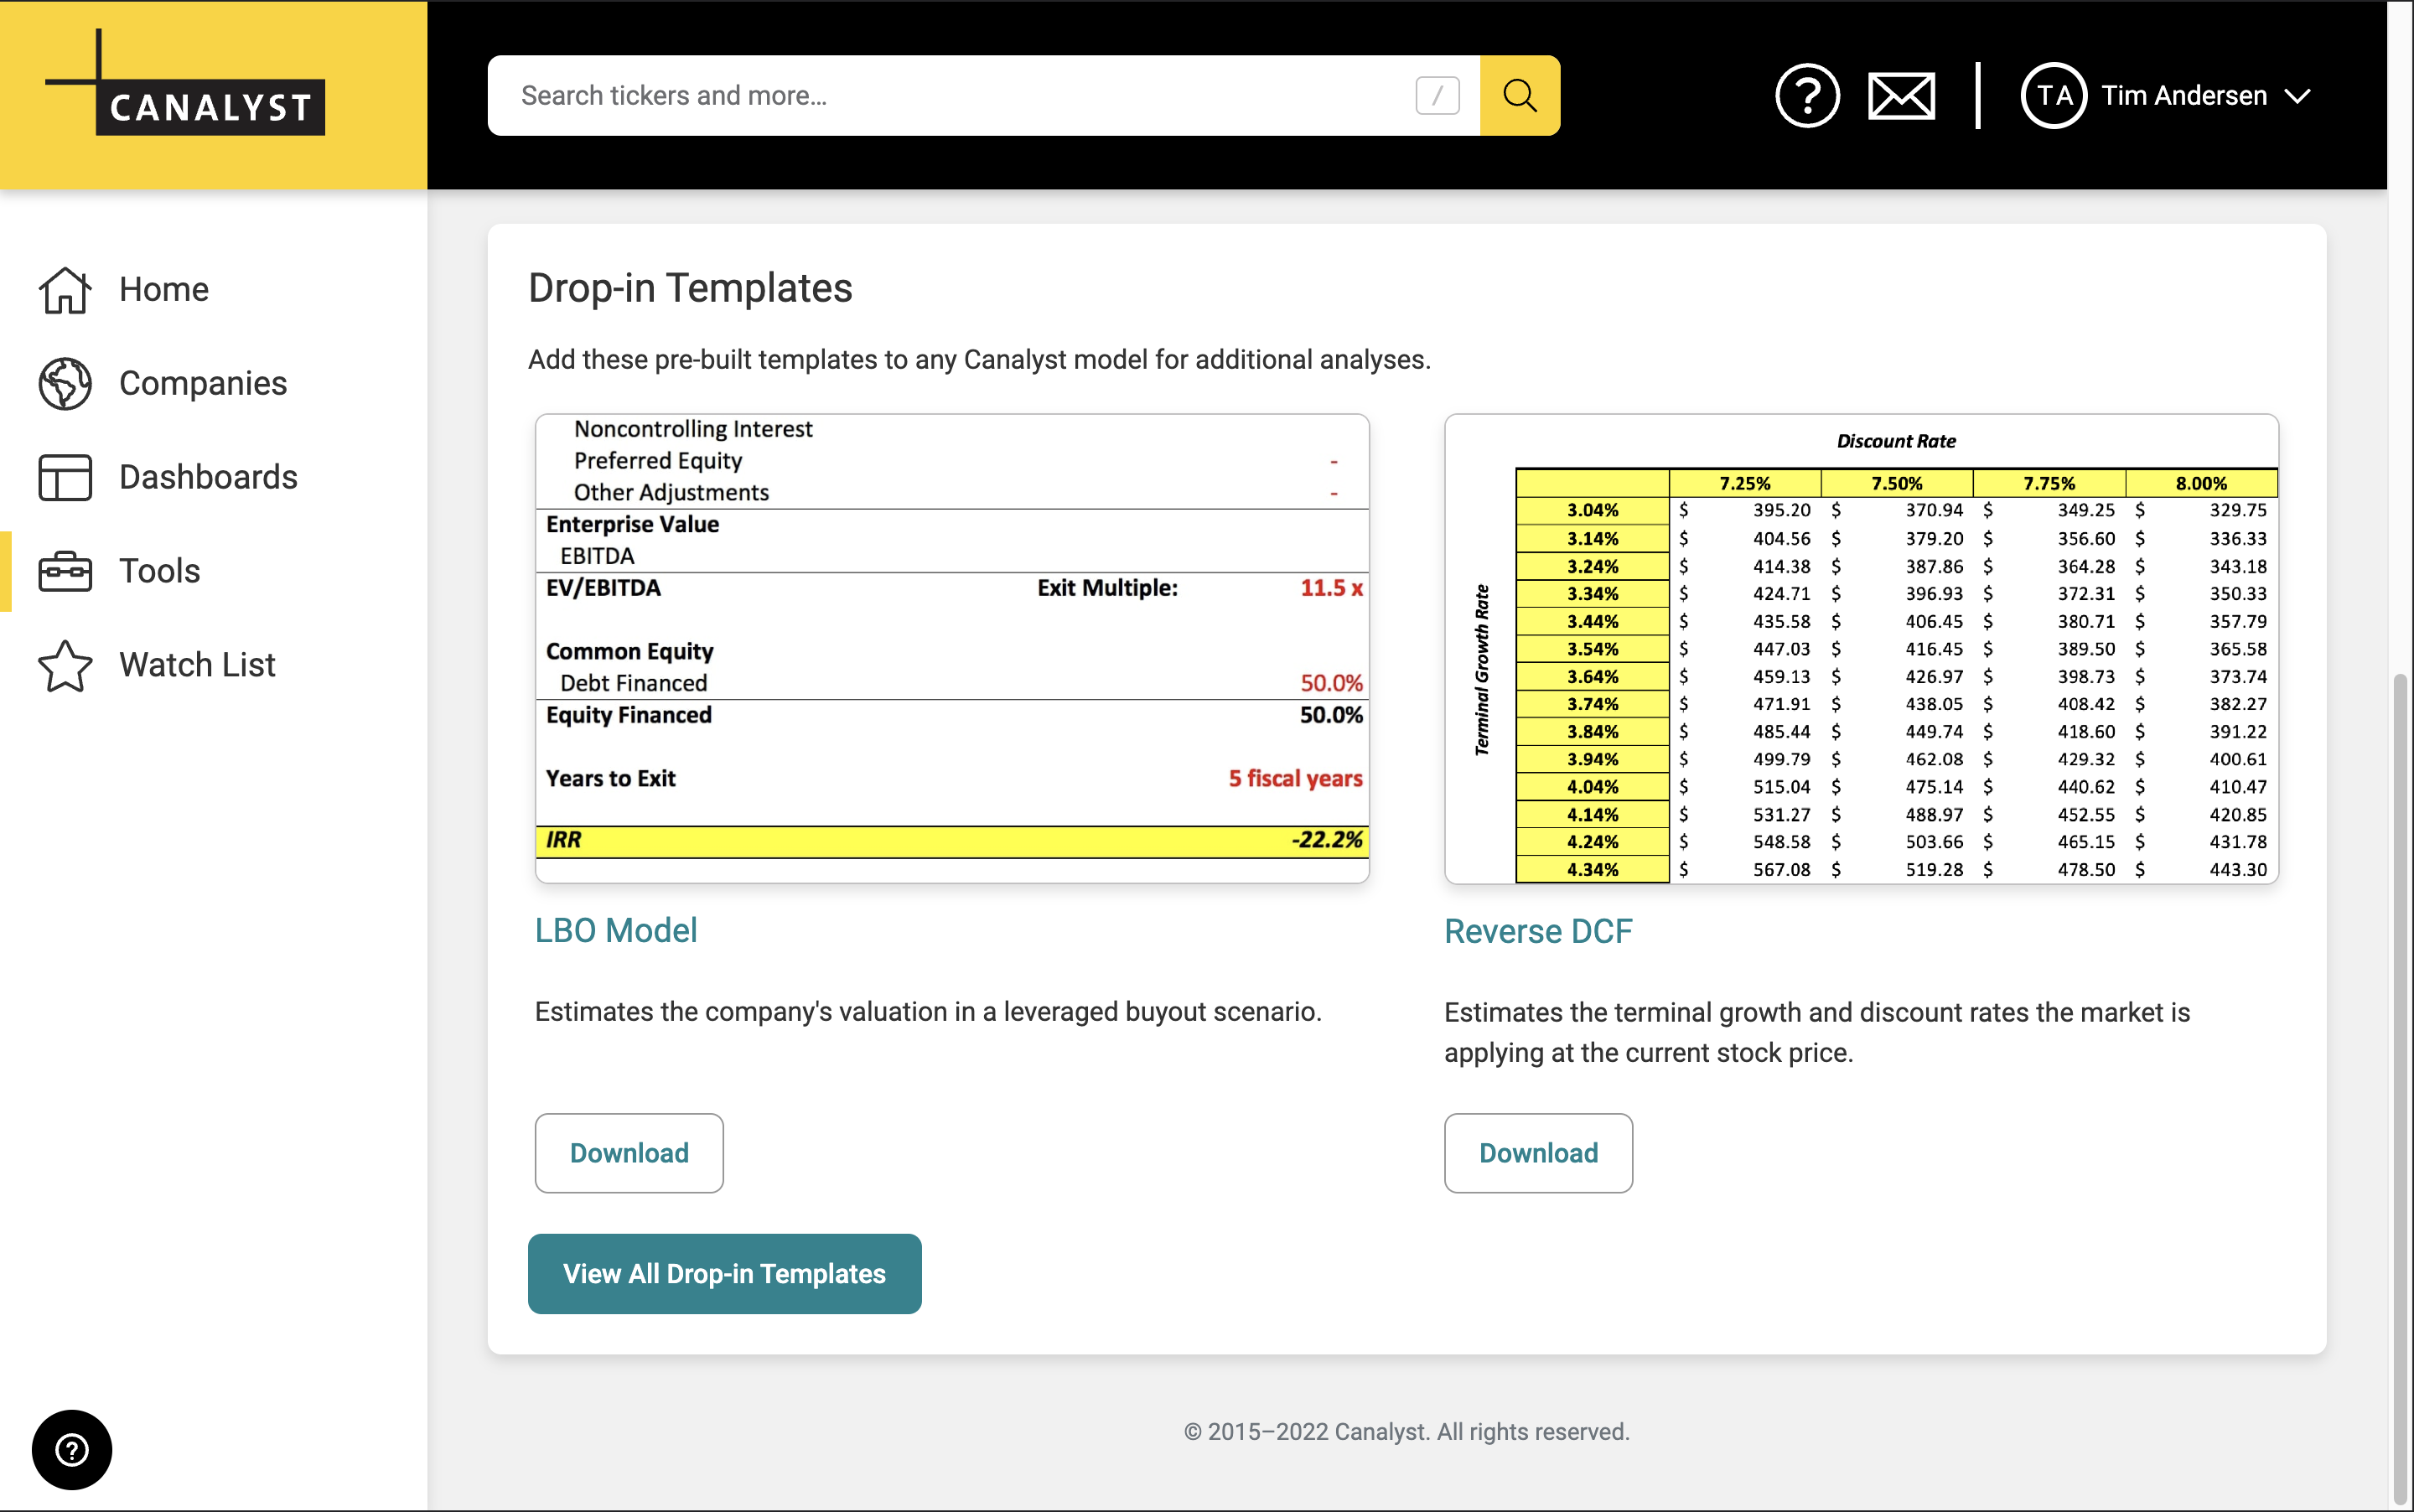 CANALYST
Search tickers and more...
/
?
TA Tim Andersen
Home
Companies
Dashboards
Tools
Watch List
Drop-in Templates
Add these pre-built templates to any Canalyst model for additional analyses.
Noncontrolling Interest
Preferred Equity -
Other Adjustments -
Enterprise Value
EBITDA
EV/EBITDA Exit Multiple: 11.5 x
Common Equity
Debt Financed 50.0%
Equity Financed 50.0%
Years to Exit 5 fiscal years
IRR -22.2%
Discount Rate
Terminal Growth Rate
7.25% 7.50% 7.75% 8.00%
3.04% $ 395.20 $ 370.94 $ 349.25 $ 329.75
3.14% $ 404.56 $ 379.20 $ 356.60 $ 336.33
3.24% $ 414.38 $ 387.86 $ 364.28 $ 343.18
3.34% $ 424.71 $ 396.93 $ 372.31 $ 350.33
3.44% $ 435.58 $ 406.45 $ 380.71 $ 357.79
3.54% $ 447.03 $ 416.45 $ 389.50 $ 365.58
3.64% $ 459.13 $ 426.97 $ 398.73 $ 373.74
3.74% $ 471.91 $ 438.05 $ 408.42 $ 382.27
3.84% $ 485.44 $ 449.74 $ 418.60 $ 391.22
3.94% $ 499.79 $ 462.08 $ 429.32 $ 400.61
4.04% $ 515.04 $ 475.14 $ 440.62 $ 410.47
4.14% $ 531.27 $ 488.97 $ 452.55 $ 420.85
4.24% $ 548.58 $ 503.66 $ 465.15 $ 431.78
4.34% $ 567.08 $ 519.28 $ 478.50 $ 443.30
LBO Model
Estimates the company's valuation in a leveraged buyout scenario.
Download
Reverse DCF
Estimates the terminal growth and discount rates the market is
applying at the current stock price.
Download
View All Drop-in Templates
© 2015–2022 Canalyst. All rights reserved.
?